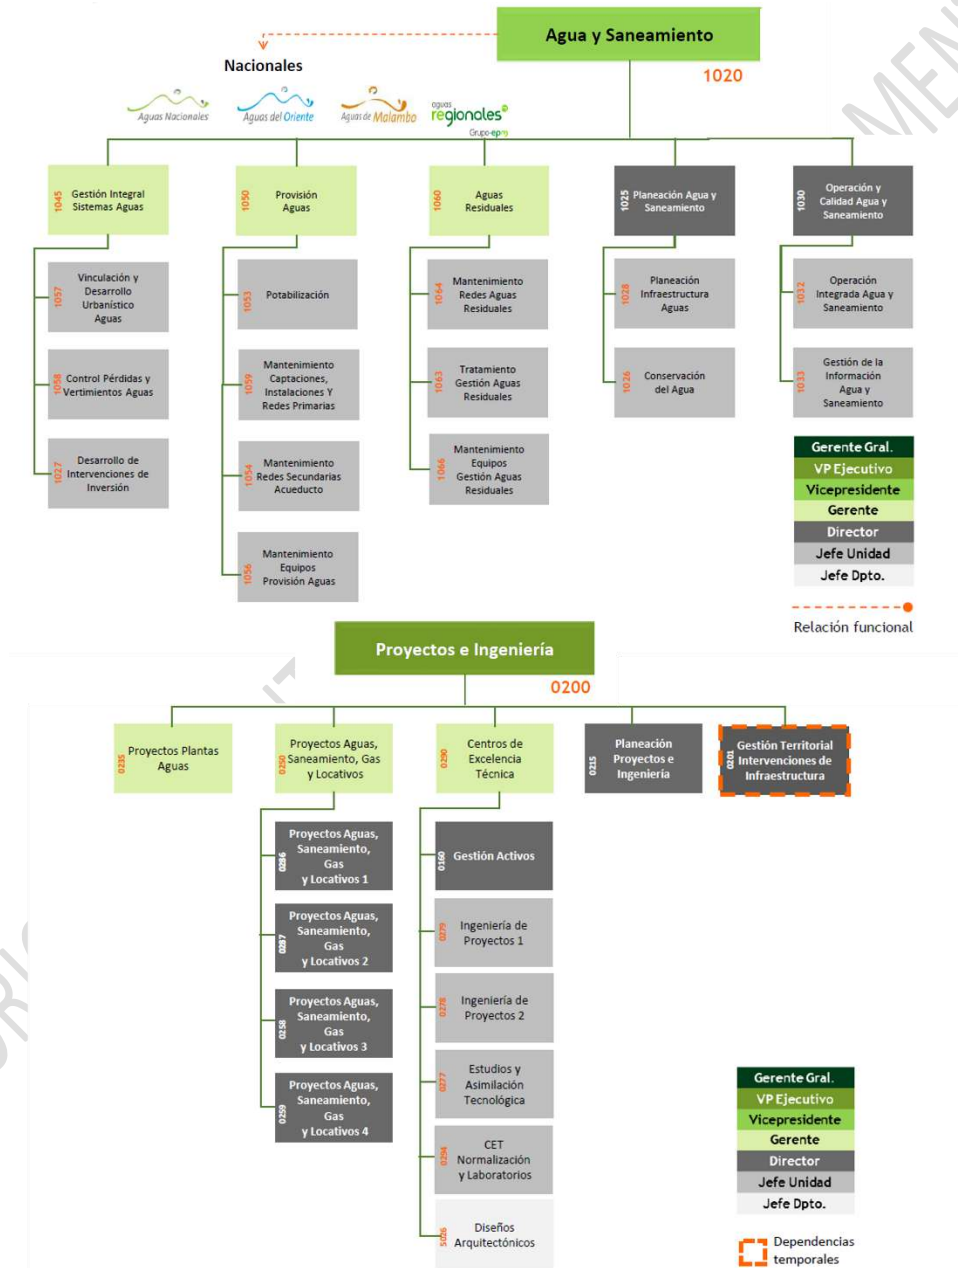 Agua y Saneamiento
1020
Nacionales
Aguas Nacionales
Aguas del Oriente
Aguas de Malambo
aguas
regionales
Grupo·epm
1045
Gestión Integral
Sistemas Aguas
1050
Provisión
Aguas
1060
Aguas
Residuales
1025
Planeación Agua y
Saneamiento
1030
Operación y
Calidad Agua y
Saneamiento
1057
Vinculación y
Desarrollo
Urbanístico
Aguas
1053
Potabilización
1064
Mantenimiento
Redes Aguas
Residuales
1028
Planeación
Infraestructura
Aguas
1032
Operación
Integrada Agua y
Saneamiento
1058
Control Pérdidas y
Vertimientos Aguas
1059
Mantenimiento
Captaciones,
Instalaciones Y
Redes Primarias
1063
Tratamiento
Gestión Aguas
Residuales
1026
Conservación
del Agua
1033
Gestión de la
Información
Agua y
Saneamiento
1027
Desarrollo de
Intervenciones de
Inversión
1054
Mantenimiento
Redes Secundarias
Acueducto
1066
Mantenimiento
Equipos
Gestión Aguas
Residuales
1056
Mantenimiento
Equipos
Provisión Aguas
Gerente Gral.
VP Ejecutivo
Vicepresidente
Gerente
Director
Jefe Unidad
Jefe Dpto.
Relación funcional
Proyectos e Ingeniería
0200
0235
Proyectos Plantas
Aguas
0250
Proyectos Aguas,
Saneamiento, Gas
y Locativos
0290
Centros de
Excelencia
Técnica
0215
Planeación
Proyectos e
Ingeniería
0201
Gestión Territorial
Intervenciones de
Infraestructura
0286
Proyectos Aguas,
Saneamiento,
Gas
y Locativos 1
0160
Gestión Activos
0287
Proyectos Aguas,
Saneamiento,
Gas
y Locativos 2
0279
Ingeniería de
Proyectos 1
0258
Proyectos Aguas,
Saneamiento,
Gas
y Locativos 3
0278
Ingeniería de
Proyectos 2
0259
Proyectos Aguas,
Saneamiento,
Gas
y Locativos 4
0277
Estudios y
Asimilación
Tecnológica
0294
CET
Normalización
y Laboratorios
5026
Diseños
Arquitectónicos
Gerente Gral.
VP Ejecutivo
Vicepresidente
Gerente
Director
Jefe Unidad
Jefe Dpto.
Dependencias
temporales